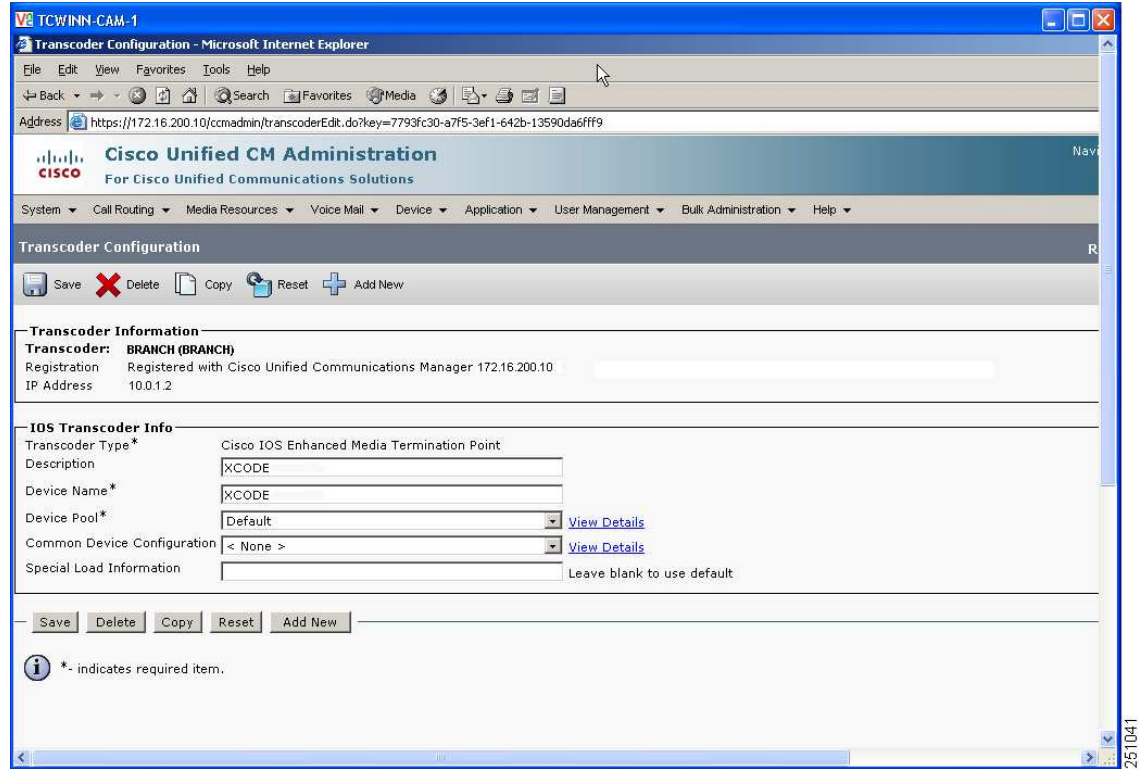 TCWINN-CAM-1
Transcoder Configuration - Microsoft Internet Explorer
File Edit View Favorites Tools Help
Back Search Favorites Media
Address https://172.16.200.10/ccmadmin/transcoderEdit.do?key=7793fc30-a7f5-3ef1-642b-13590da6fff9
cisco Cisco Unified CM Administration Navi
For Cisco Unified Communications Solutions
System Call Routing Media Resources Voice Mail Device Application User Management Bulk Administration Help
Transcoder Configuration R
Save Delete Copy Reset Add New
Transcoder Information
Transcoder: BRANCH (BRANCH)
Registration Registered with Cisco Unified Communications Manager 172.16.200.10
IP Address 10.0.1.2
IOS Transcoder Info
Transcoder Type* Cisco IOS Enhanced Media Termination Point
Description XCODE
Device Name* XCODE
Device Pool* Default View Details
Common Device Configuration < None > View Details
Special Load Information Leave blank to use default
Save Delete Copy Reset Add New
*- indicates required item.
251041